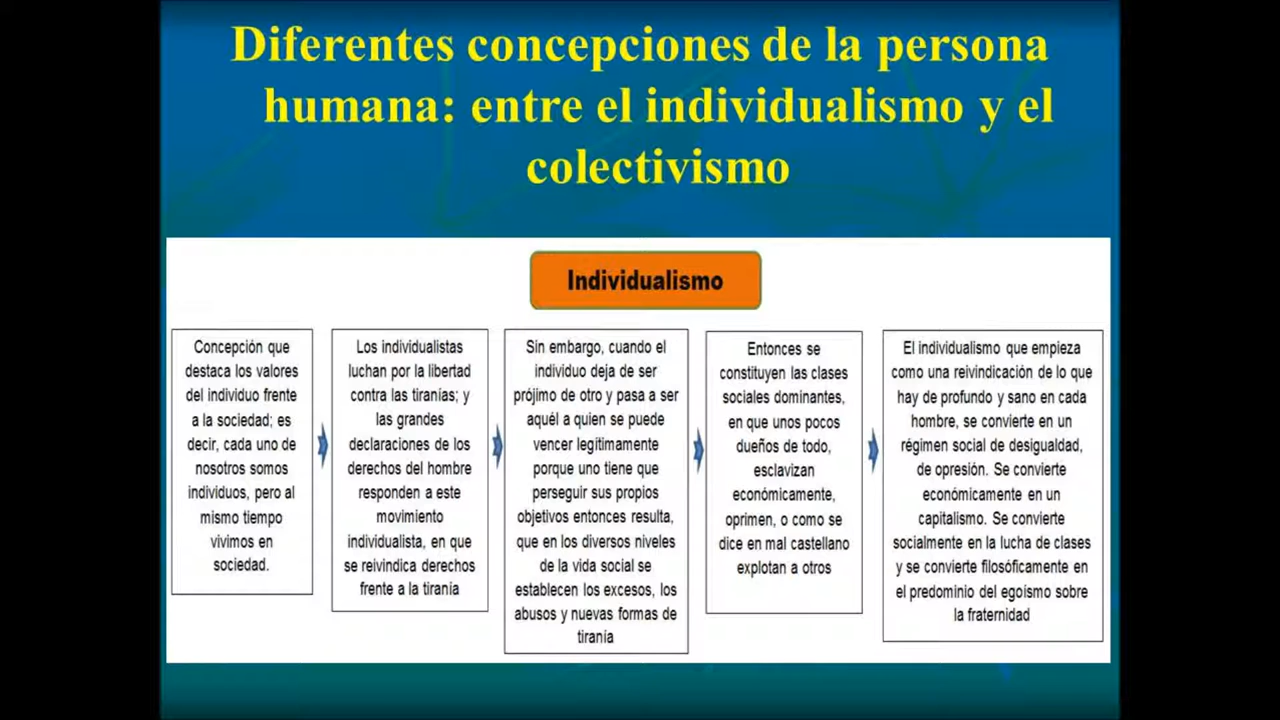 Diferentes concepciones de la persona
humana: entre el individualismo y el
colectivismo
Individualismo
Concepción que
destaca los valores
del individuo frente
a la sociedad; es
decir, cada uno de
nosotros somos
individuos, pero al
mismo tiempo
vivimos en
sociedad.
Los individualistas
luchan por la libertad
contra las tiranías; y
las grandes
declaraciones de los
derechos del hombre
responden a este
movimiento
individualista, en que
se reivindica derechos
frente a la tiranía
Sin embargo, cuando el
individuo deja de ser
prójimo de otro y pasa a ser
aquél a quien se puede
vencer legítimamente
porque uno tiene que
perseguir sus propios
objetivos entonces resulta,
que en los diversos niveles
de la vida social se
establecen los excesos, los
abusos y nuevas formas de
tiranía
Entonces se
constituyen las clases
sociales dominantes,
en que unos pocos
dueños de todo,
esclavizan
económicamente,
oprimen, o como se
dice en mal castellano
explotan a otros
El individualismo que empieza
como una reivindicación de lo que
hay de profundo y sano en cada
hombre, se convierte en un
régimen social de desigualdad,
de opresión. Se convierte
económicamente en un
capitalismo. Se convierte
socialmente en la lucha de clases
y se convierte filosóficamente en
el predominio del egoísmo sobre
la fraternidad